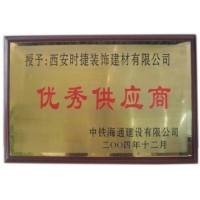 授予:西安时捷装饰建材有限公司
优秀供应商
中铁海通建设有限公司
二〇〇四年十二月